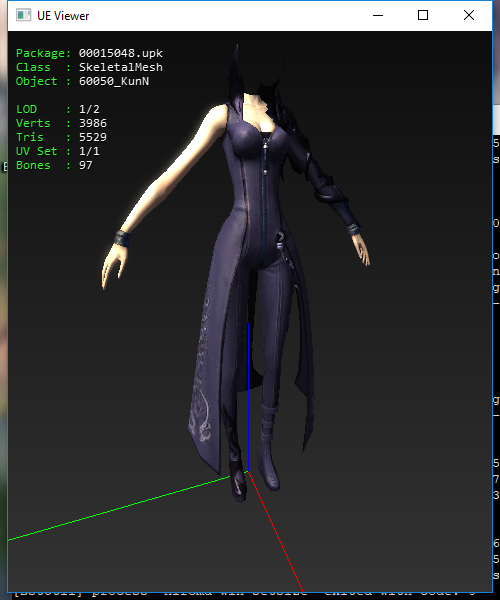 UE Viewer
Package: 00015048.upk
Class : SkeletalMesh
Object : 60050_KunN
LOD : 1/2
Verts : 3986
Tris : 5529
UV Set : 1/1
Bones : 97